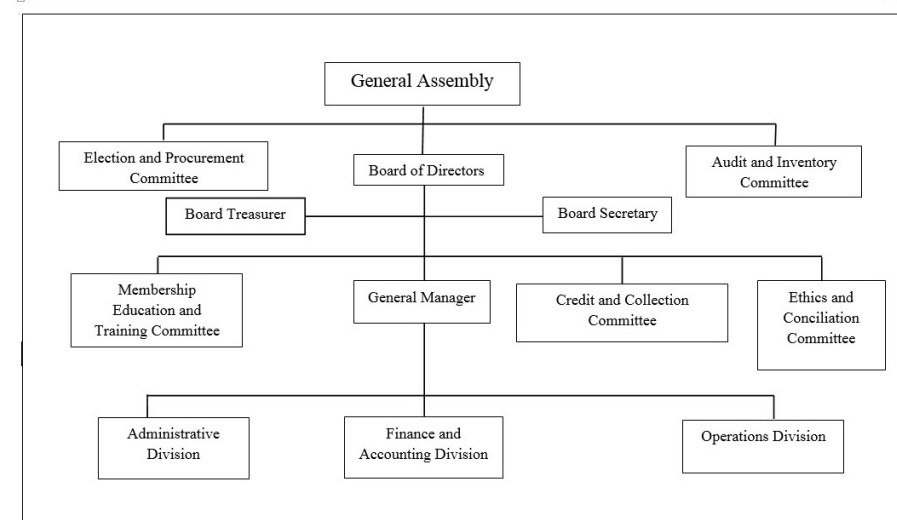 General Assembly
Election and Procurement
Committee
Board of Directors
Audit and Inventory
Committee
Board Treasurer
Board Secretary
Membership
Education and
Training Committee
General Manager
Credit and Collection
Committee
Ethics and
Conciliation
Committee
Administrative
Division
Finance and
Accounting Division
Operations Division